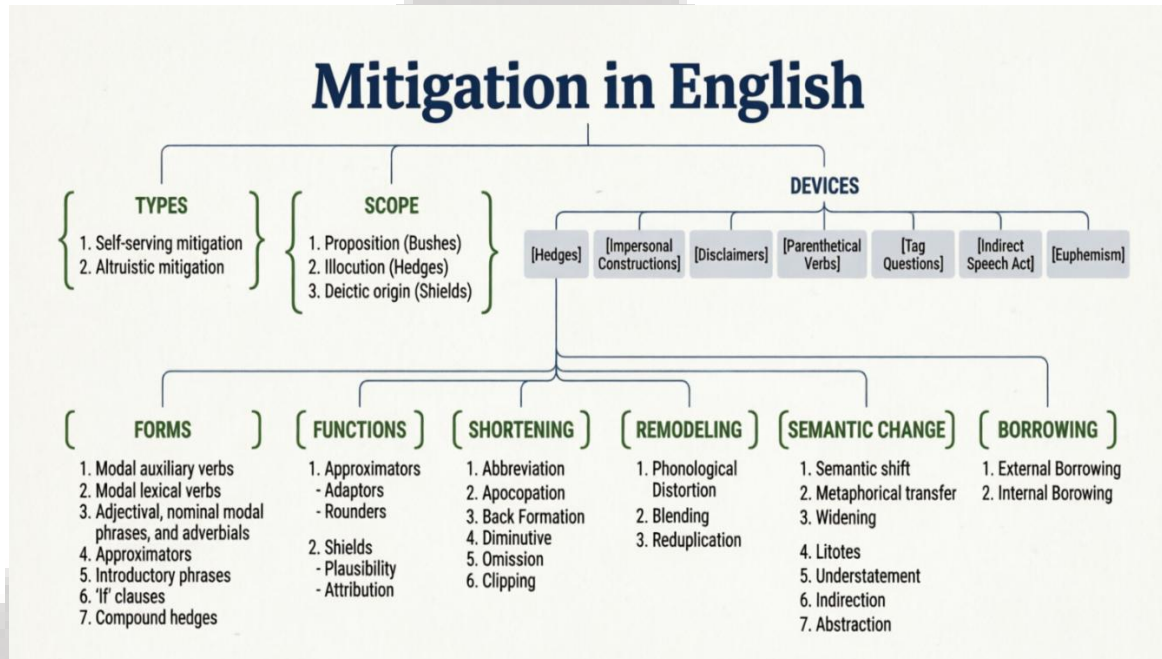 Mitigation in English
TYPES
1. Self-serving mitigation
2. Altruistic mitigation
SCOPE
1. Proposition (Bushes)
2. Illocution (Hedges)
3. Deictic origin (Shields)
DEVICES
[Hedges]
[Impersonal
Constructions]
[Disclaimers]
[Parenthetical
Verbs]
[Tag
Questions]
[Indirect
Speech Act]
[Euphemism]
FORMS
1. Modal auxiliary verbs
2. Modal lexical verbs
3. Adjectival, nominal modal
phrases, and adverbials
4. Approximators
5. Introductory phrases
6. 'If' clauses
7. Compound hedges
FUNCTIONS
1. Approximators
- Adaptors
- Rounders
2. Shields
- Plausibility
- Attribution
SHORTENING
1. Abbreviation
2. Apocopation
3. Back Formation
4. Diminutive
5. Omission
6. Clipping
REMODELING
1. Phonological
Distortion
2. Blending
3. Reduplication
SEMANTIC CHANGE
1. Semantic shift
2. Metaphorical transfer
3. Widening
4. Litotes
5. Understatement
6. Indirection
7. Abstraction
BORROWING
1. External Borrowing
2. Internal Borowing